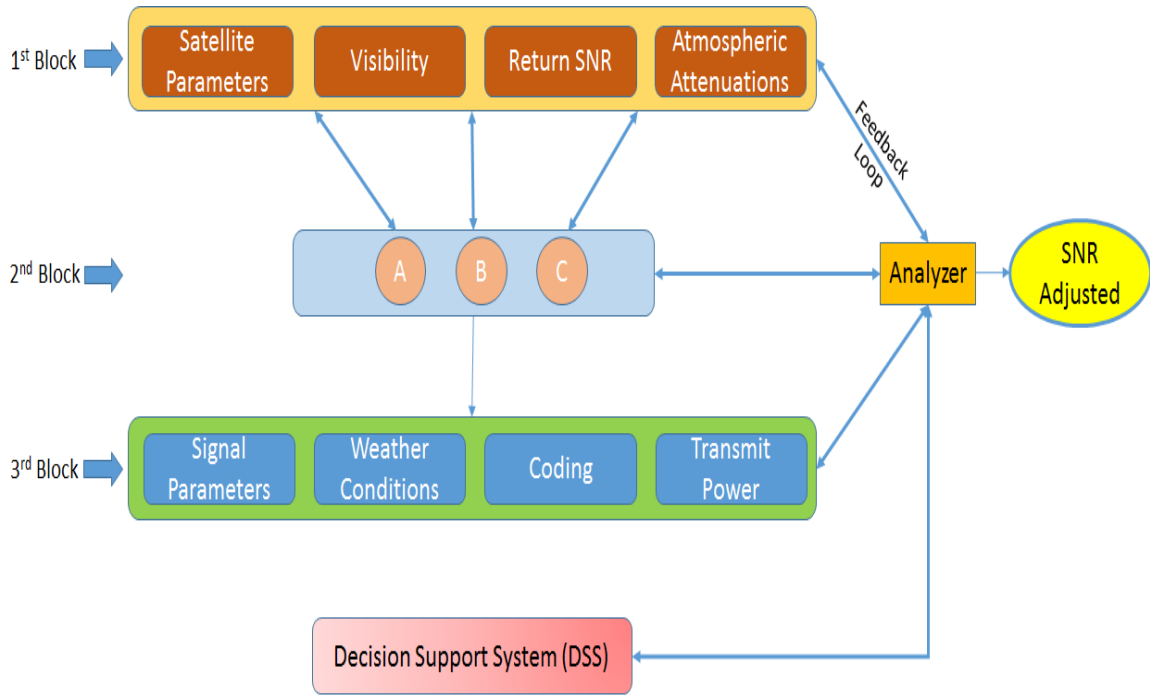 1st Block
Satellite
Parameters
Visibility
Return SNR
Atmospheric
Attenuations
Feedback
Loop
2nd Block
A
B
C
Analyzer
SNR
Adjusted
3rd Block
Signal
Parameters
Weather
Conditions
Coding
Transmit
Power
Decision Support System (DSS)